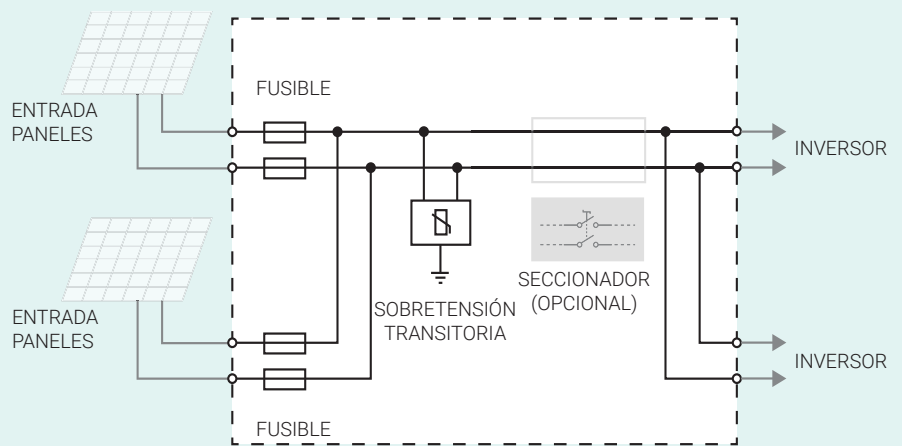 FUSIBLE
ENTRADA
PANELES
INVERSOR
SECCIONADOR
(OPCIONAL)
SOBRETENSIÓN
TRANSITORIA
ENTRADA
PANELES
INVERSOR
FUSIBLE